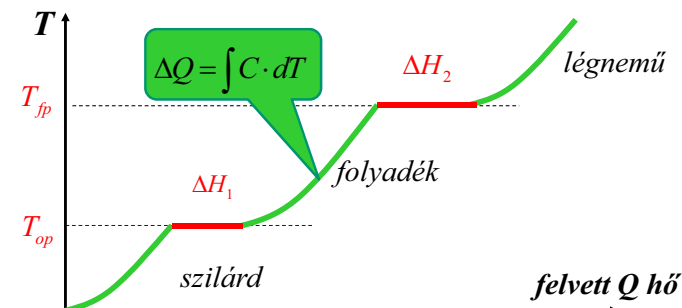 T
ΔQ = ∫ C · dT
ΔH₂
légnemű
T_fp
folyadék
ΔH₁
T_op
szilárd
felvett Q hő